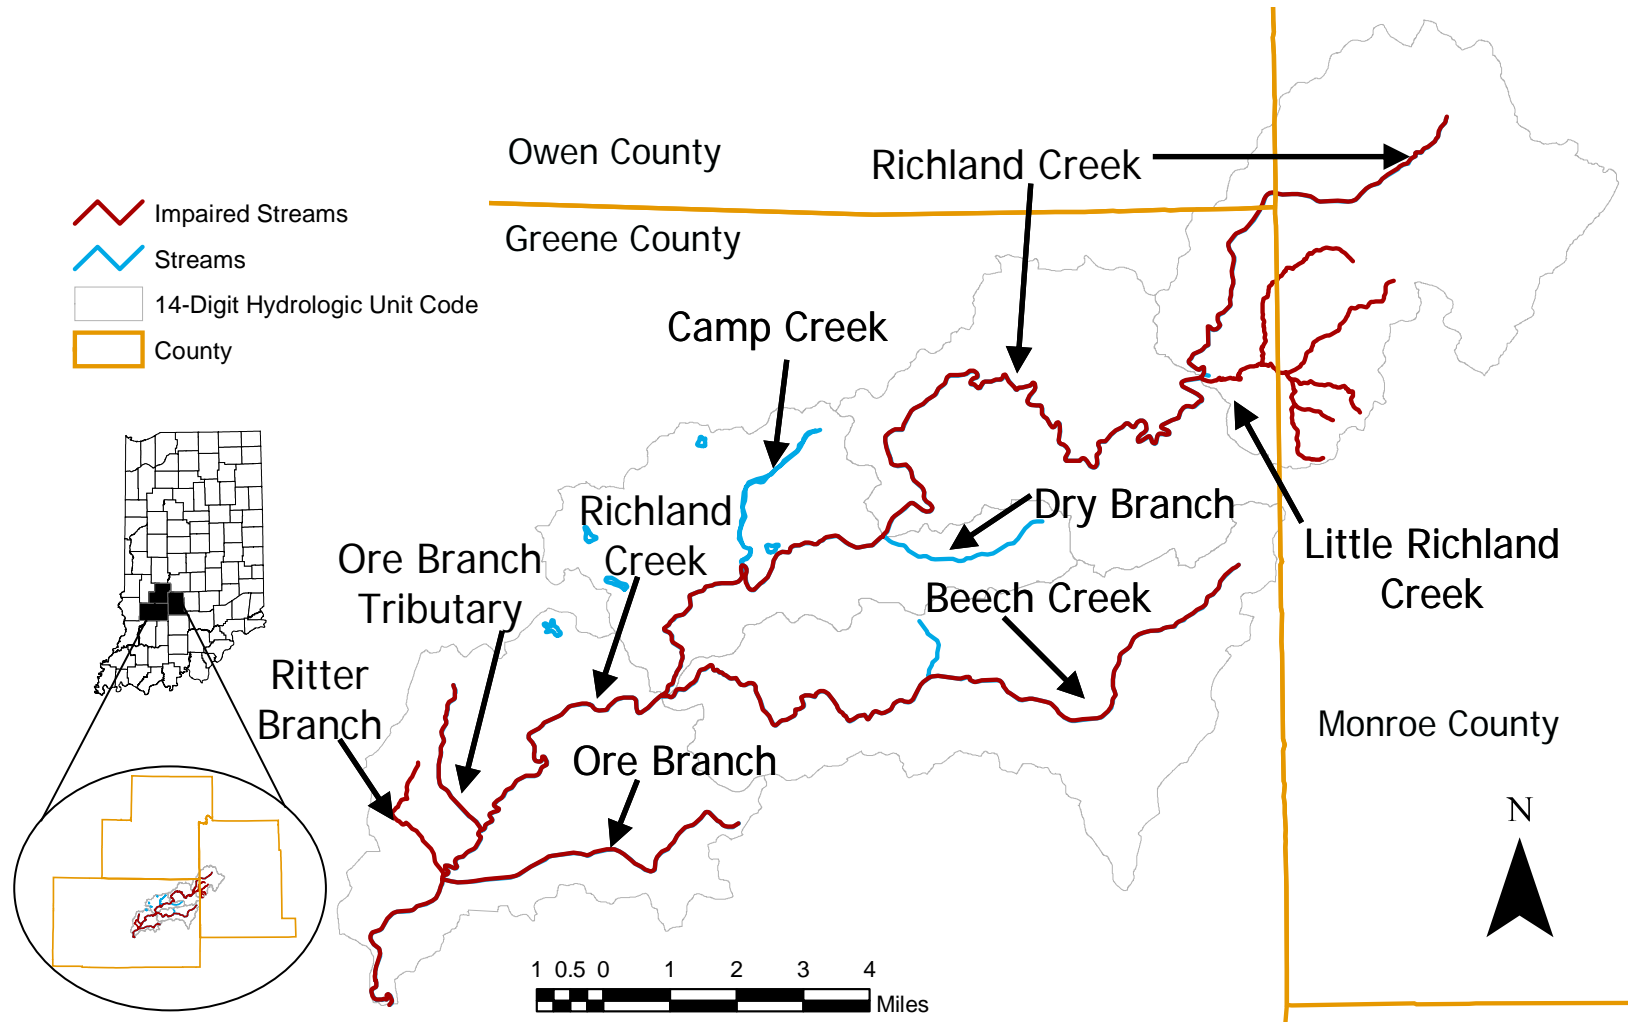 Owen County
Richland Creek
Impaired Streams
Streams
14-Digit Hydrologic Unit Code
County
Greene County
Camp Creek
Richland
Creek
Dry Branch
Ore Branch
Tributary
Little Richland
Creek
Beech Creek
Ritter
Branch
Monroe County
Ore Branch
N
1 0.5 0 1 2 3 4
Miles